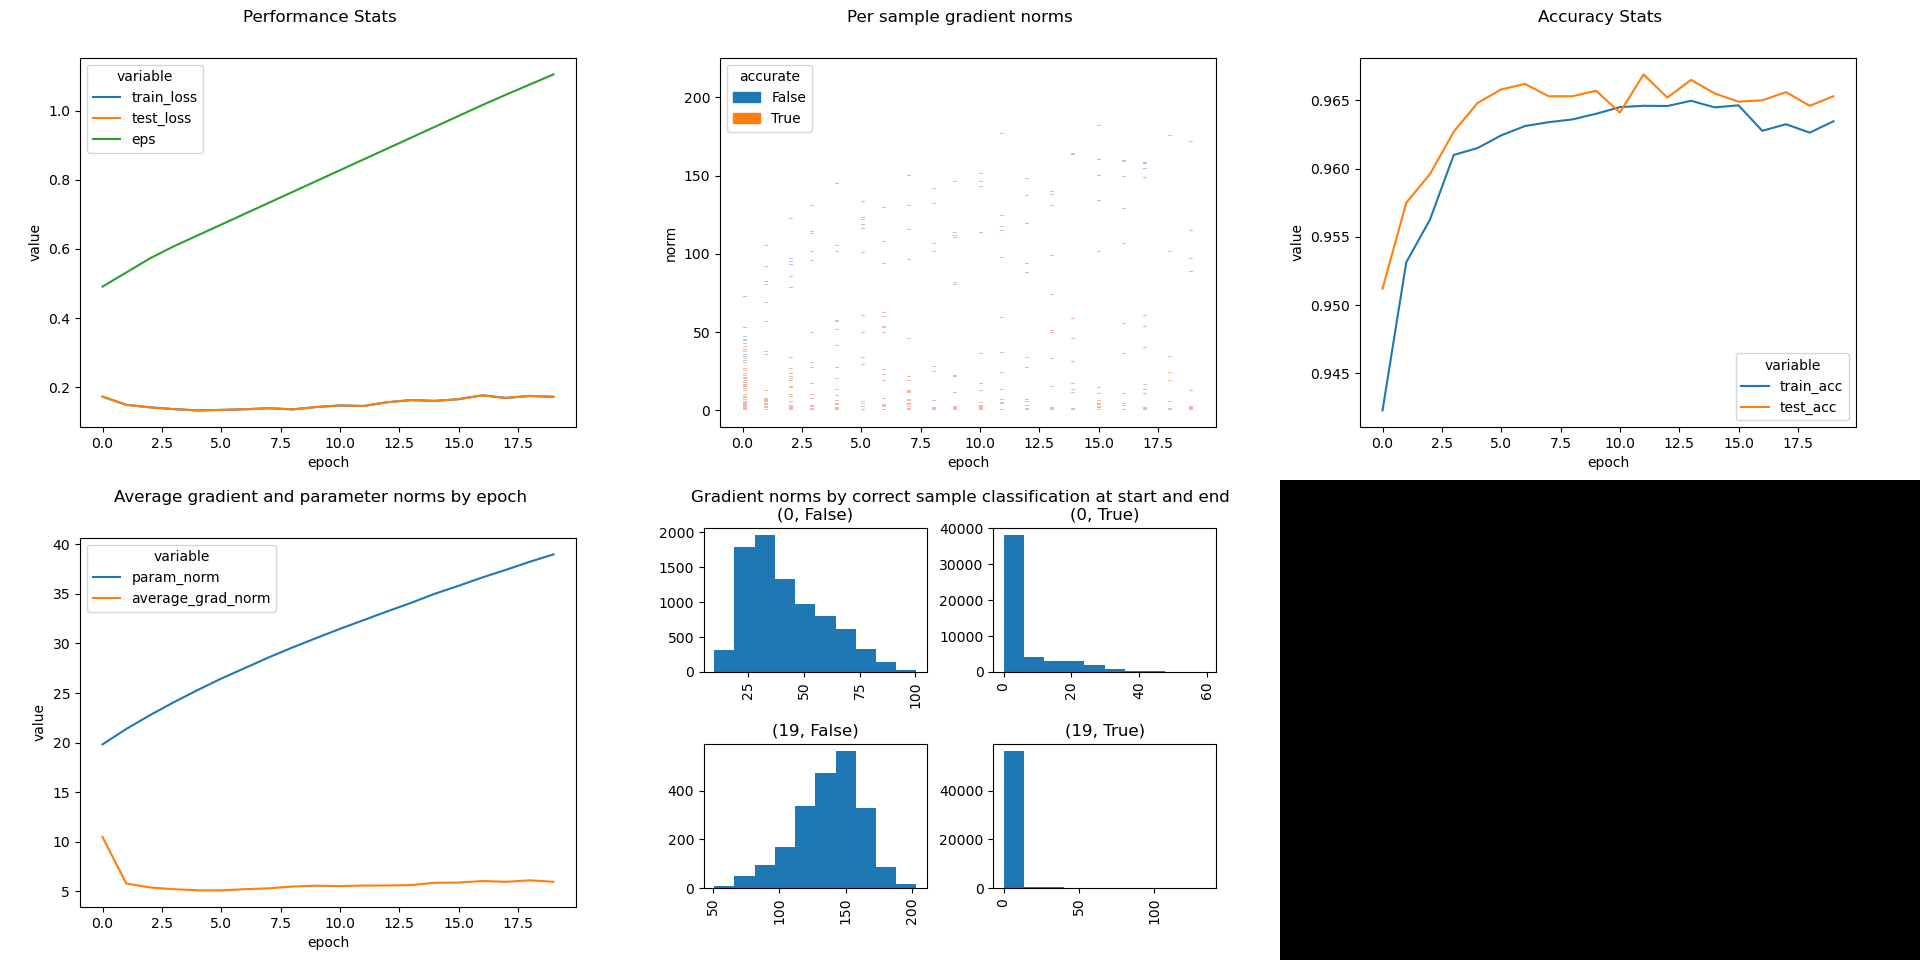 Performance Stats
variable
train_loss
test_loss
eps
value
1.0
0.8
0.6
0.4
0.2
0.0 2.5 5.0 7.5 10.0 12.5 15.0 17.5
epoch
Per sample gradient norms
accurate
False
True
norm
200
150
100
50
0
0.0 2.5 5.0 7.5 10.0 12.5 15.0 17.5
epoch
Accuracy Stats
value
0.965
0.960
0.955
0.950
0.945
variable
train_acc
test_acc
0.0 2.5 5.0 7.5 10.0 12.5 15.0 17.5
epoch
Average gradient and parameter norms by epoch
variable
param_norm
average_grad_norm
value
40
35
30
25
20
15
10
5
0.0 2.5 5.0 7.5 10.0 12.5 15.0 17.5
epoch
Gradient norms by correct sample classification at start and end
(0, False)
2000
1500
1000
500
0
25 50 75 100
(0, True)
40000
30000
20000
10000
0
0 20 40 60
(19, False)
400
200
0
50 100 150 200
(19, True)
40000
20000
0
0 50 100